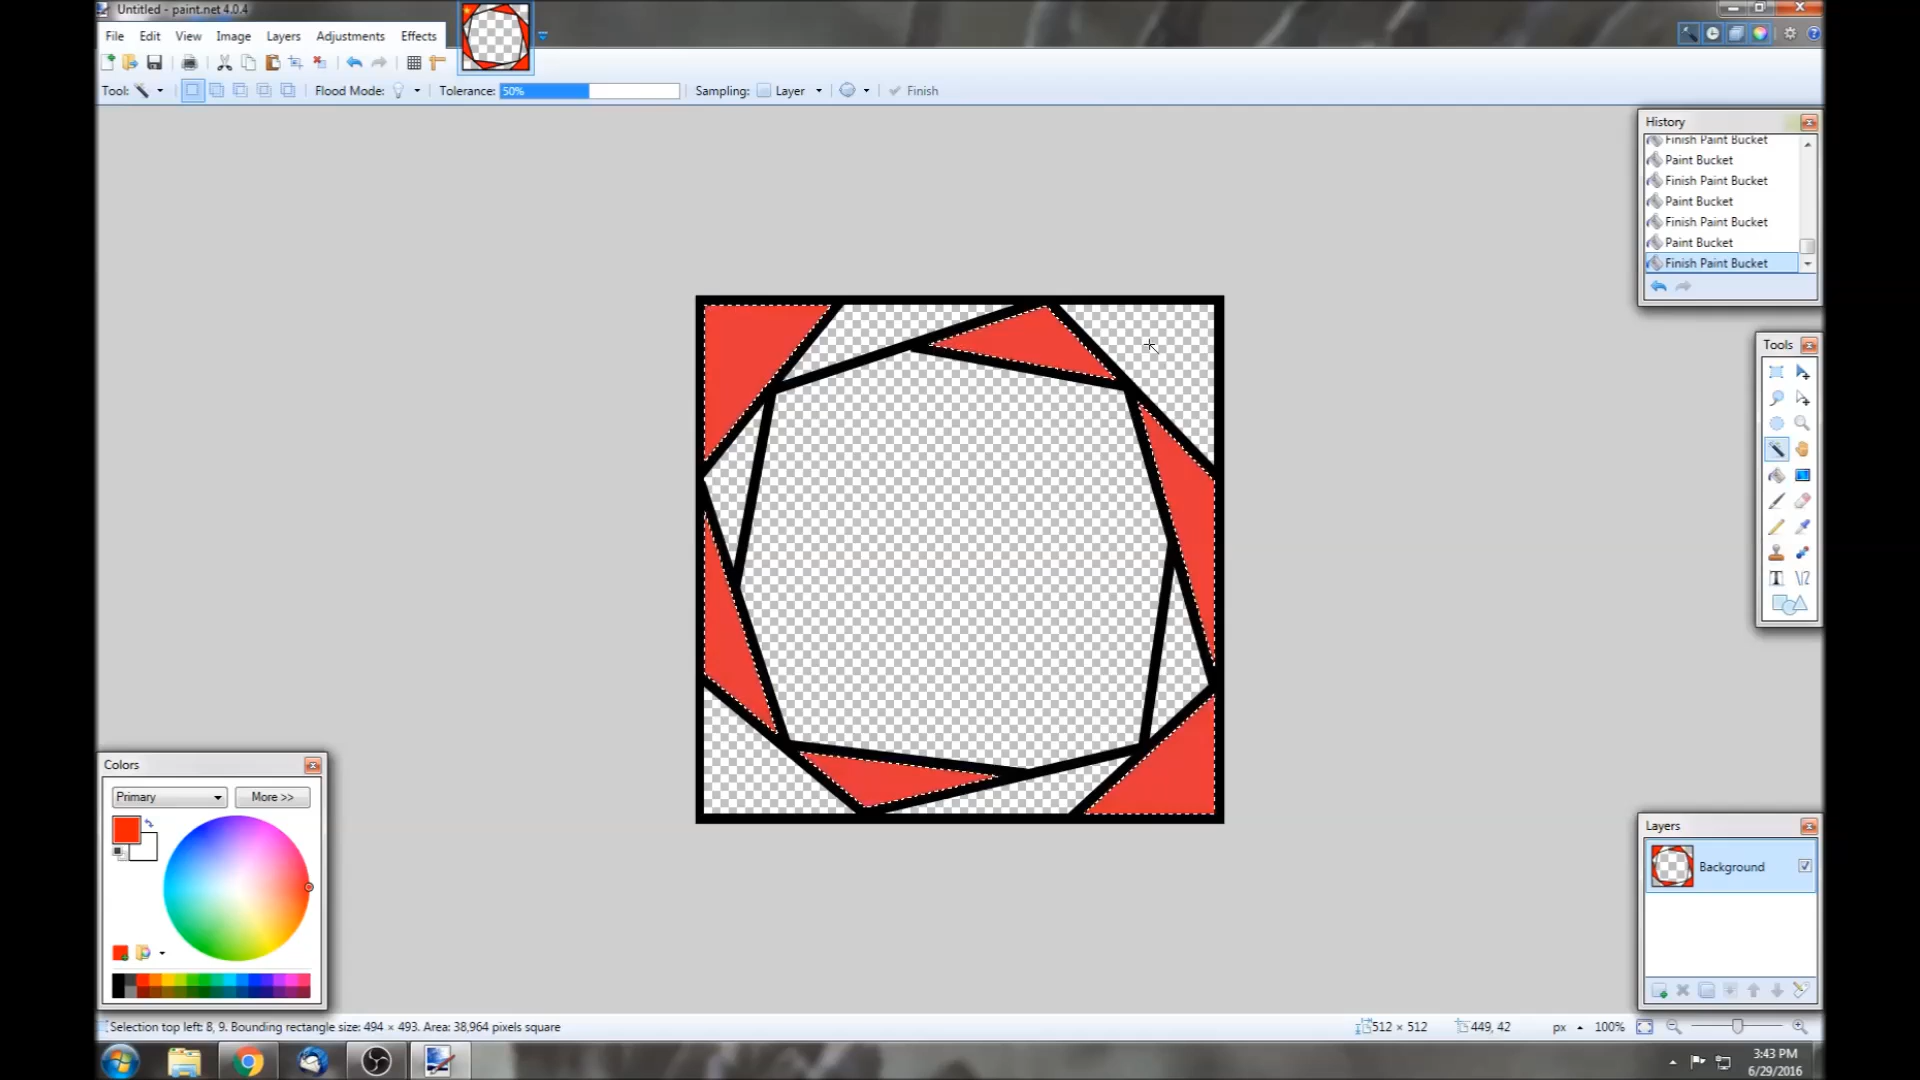 Untitled - paint.net 4.0.4
File Edit View Image Layers Adjustments Effects
Tool: Flood Mode: Tolerance: 50% Sampling: Layer Finish
History
Finish Paint Bucket
Paint Bucket
Finish Paint Bucket
Paint Bucket
Finish Paint Bucket
Paint Bucket
Finish Paint Bucket
Tools
Colors
Primary More >>
Layers
Background
Selection top left: 8, 9. Bounding rectangle size: 494 × 493. Area: 38,964 pixels square 512 × 512 449, 42 px 100%
3:43 PM
6/29/2016